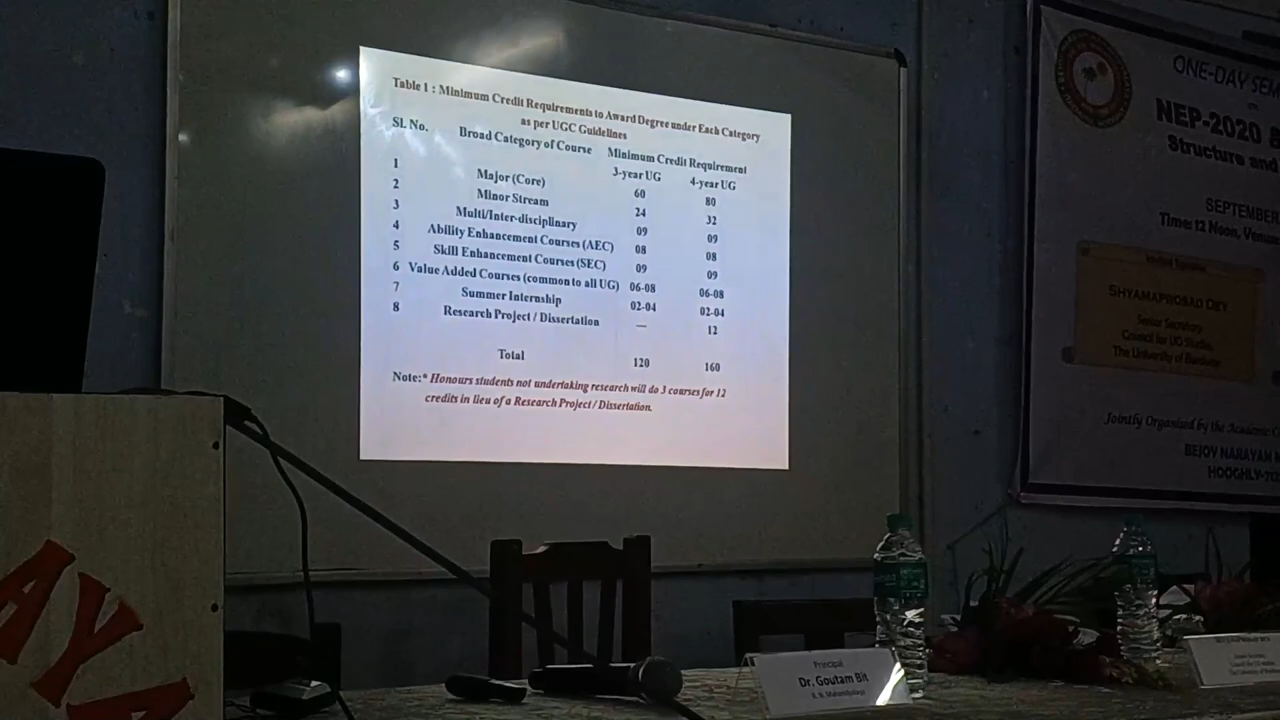 Table 1 : Minimum Credit Requirements to Award Degree under Each Category
as per UGC Guidelines
Sl. No. Broad Category of Course Minimum Credit Requirement
3-year UG 4-year UG
1 Major (Core) 60 80
2 Minor Stream 24 32
3 Multi/Inter-disciplinary 09 09
4 Ability Enhancement Courses (AEC) 08 08
5 Skill Enhancement Courses (SEC) 09 09
6 Value Added Courses (common to all UG) 06-08 06-08
7 Summer Internship 02-04 02-04
8 Research Project / Dissertation — 12
Total 120 160
Note:* Honours students not undertaking research will do 3 courses for 12
credits in lieu of a Research Project / Dissertation.
ONE-DAY SEM
NEP-2020 &
Structure and
SEPTEMBER
Time: 12 Noon, Venue
SHYAMAPROSAD DEY
Senior Secretary
Council for UG Studies,
The University of Burdwan
Jointly Organised by the Academic
BEJOY NARAYAN
HOOGHLY-
AYA
Principal
Dr. Goutam Bit
B. N. Mahavidyalaya